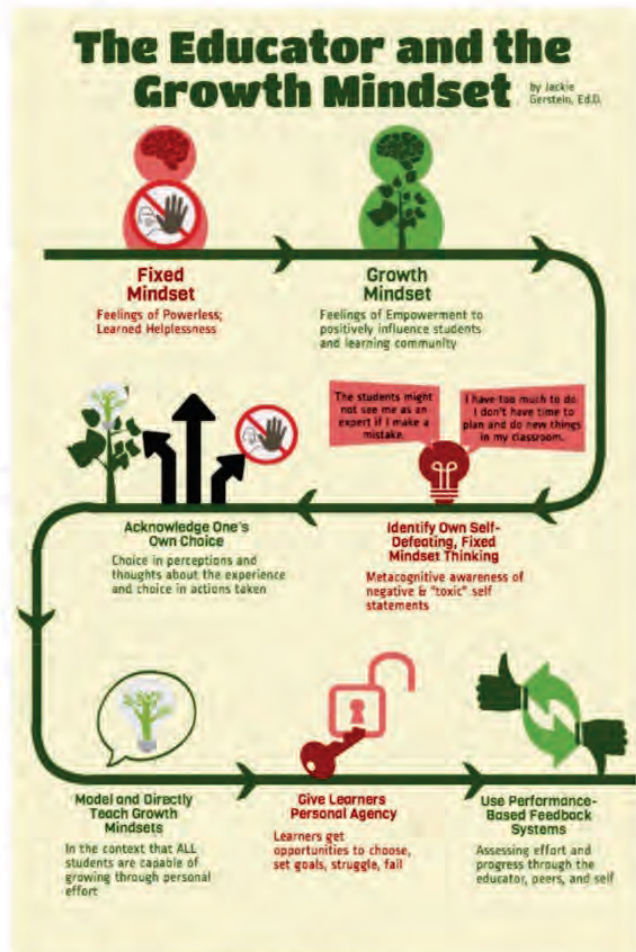 The Educator and the
Growth Mindset
by Jackie
Gerstein, Ed.D.
Fixed
Mindset
Feelings of Powerless;
Learned Helplessness
Growth
Mindset
Feelings of Empowerment to
positively influence students
and learning community
The students might
not see me as an
expert if I make a
mistake.
I have too much to do.
I don't have time to
plan and do new things
in my classroom.
Identify Own Self-
Defeating, Fixed
Mindset Thinking
Metacognitive awareness of
negative & "toxic" self
statements
Acknowledge One's
Own Choice
Choice in perceptions and
thoughts about the experience
and choice in actions taken
Model and Directly
Teach Growth
Mindsets
In the context that ALL
students are capable of
growing through personal
effort
Give Learners
Personal Agency
Learners get
opportunities to choose,
set goals, struggle, fail
Use Performance-
Based Feedback
Systems
Assessing effort and
progress through the
educator, peers, and self